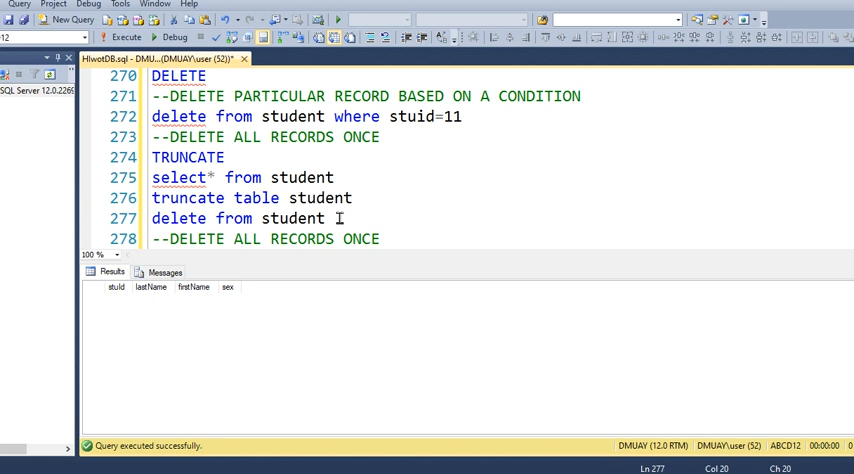 Query Project Debug Tools Window Help
New Query
12 Execute Debug
HlwotDB.sql - DMU...(DMUAY\user (52))*
SQL Server 12.0.2269
270 DELETE
271 --DELETE PARTICULAR RECORD BASED ON A CONDITION
272 delete from student where stuid=11
273 --DELETE ALL RECORDS ONCE
274 TRUNCATE
275 select* from student
276 truncate table student
277 delete from student
278 --DELETE ALL RECORDS ONCE
100 %
Results Messages
stuId lastName firstName sex
Query executed successfully. DMUAY (12.0 RTM) DMUAY\user (52) ABCD12 00:00:00 0
Ln 277 Col 20 Ch 20